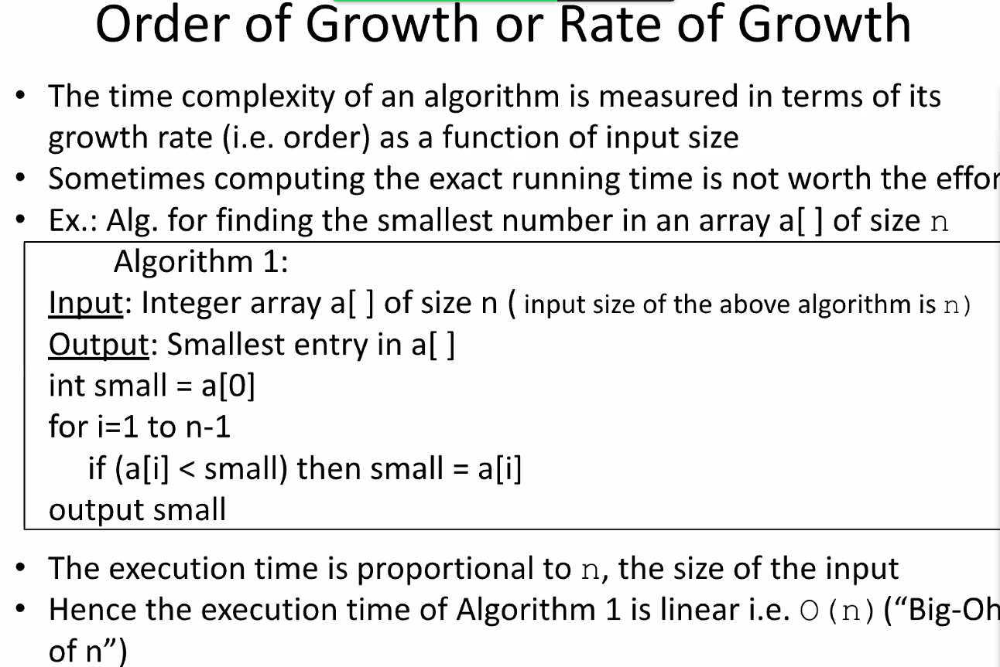 Order of Growth or Rate of Growth
• The time complexity of an algorithm is measured in terms of its
growth rate (i.e. order) as a function of input size
• Sometimes computing the exact running time is not worth the effor
• Ex.: Alg. for finding the smallest number in an array a[ ] of size n
Algorithm 1:
Input: Integer array a[ ] of size n ( input size of the above algorithm is n)
Output: Smallest entry in a[ ]
int small = a[0]
for i=1 to n-1
if (a[i] < small) then small = a[i]
output small
• The execution time is proportional to n, the size of the input
• Hence the execution time of Algorithm 1 is linear i.e. O(n) (“Big-Oh
of n”)